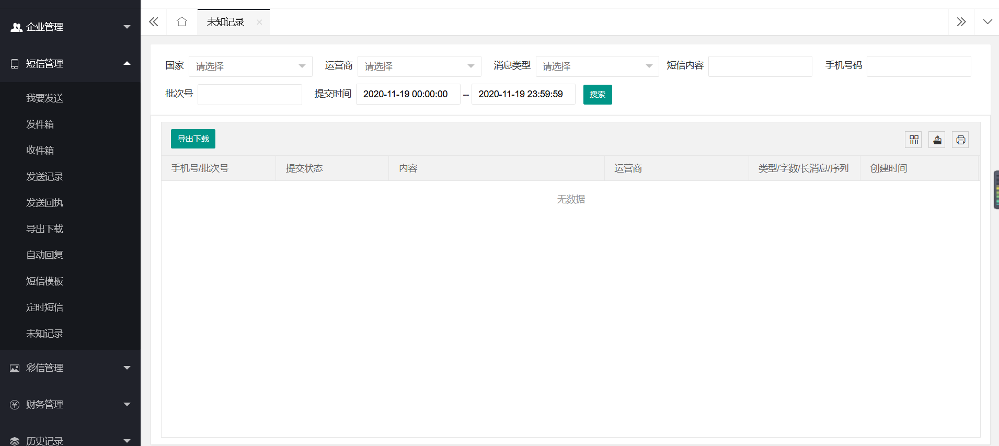 企业管理
短信管理
我要发送
发件箱
收件箱
发送记录
发送回执
导出下载
自动回复
短信模板
定时短信
未知记录
彩信管理
财务管理
历史记录
未知记录
国家 请选择 运营商 请选择 消息类型 请选择 短信内容 手机号码
批次号 提交时间 2020-11-19 00:00:00 -- 2020-11-19 23:59:59 搜索
导出下载
手机号/批次号 提交状态 内容 运营商 类型/字数/长消息/序列 创建时间
无数据